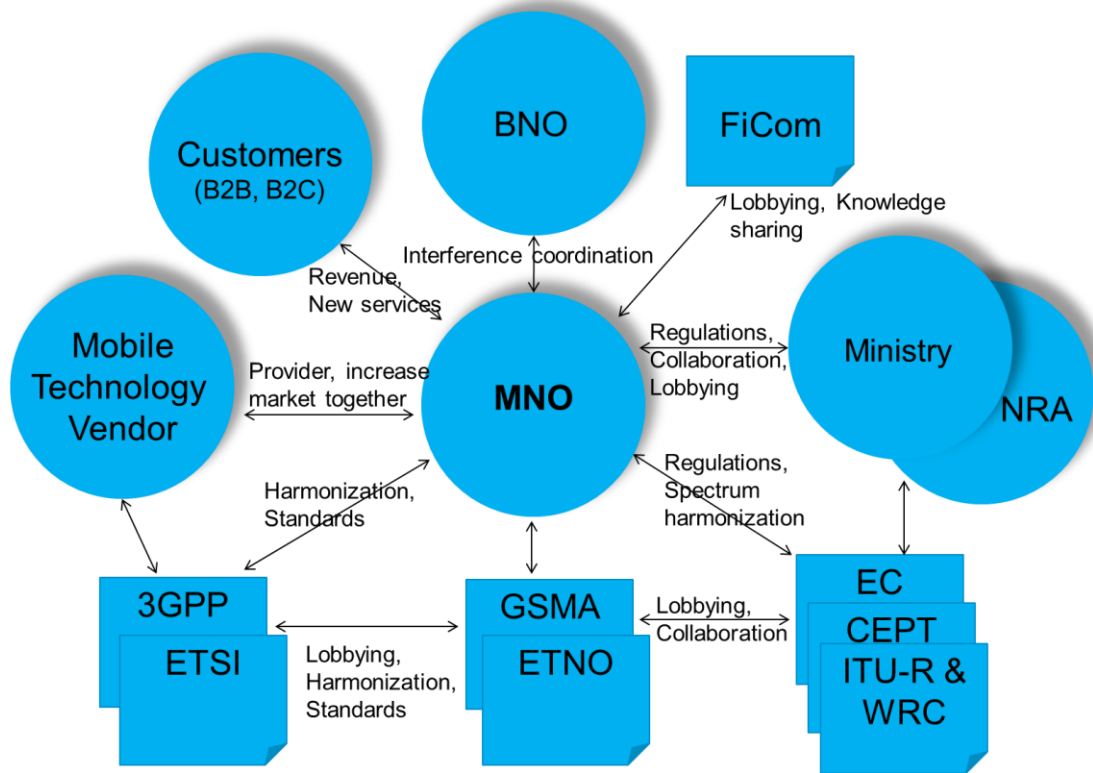 BNO
FiCom
Customers
(B2B, B2C)
Lobbying, Knowledge
sharing
Interference coordination
Revenue,
New services
Mobile
Technology
Vendor
Provider, increase
market together
MNO
Regulations,
Collaboration,
Lobbying
Ministry
NRA
Harmonization,
Standards
Regulations,
Spectrum
harmonization
3GPP
ETSI
Lobbying,
Harmonization,
Standards
GSMA
ETNO
Lobbying,
Collaboration
EC
CEPT
ITU-R &
WRC